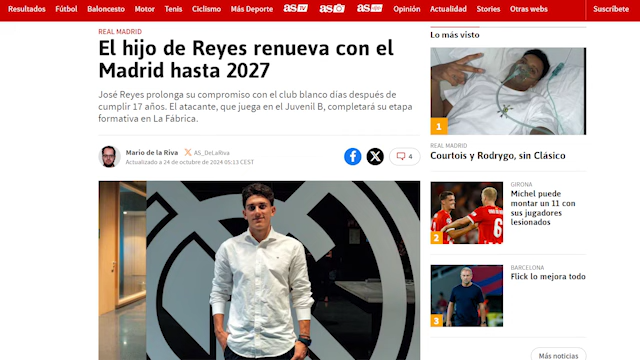 Resultados Fútbol Baloncesto Motor Tenis Ciclismo Más Deporte as TV as as Opinión Actualidad Stories Otras webs Suscríbete
REAL MADRID
El hijo de Reyes renueva con el
Madrid hasta 2027
José Reyes prolonga su compromiso con el club blanco días después de
cumplir 17 años. El atacante, que juega en el Juvenil B, completará su etapa
formativa en La Fábrica.
Mario de la Riva AS_DeLaRiva
Actualizado a 24 de octubre de 2024 05:13 CEST
4
Lo más visto
1
REAL MADRID
Courtois y Rodrygo, sin Clásico
GIRONA
Míchel puede
montar un 11 con
sus jugadores
lesionados
2
BARCELONA
Flick lo mejora todo
3
Más noticias